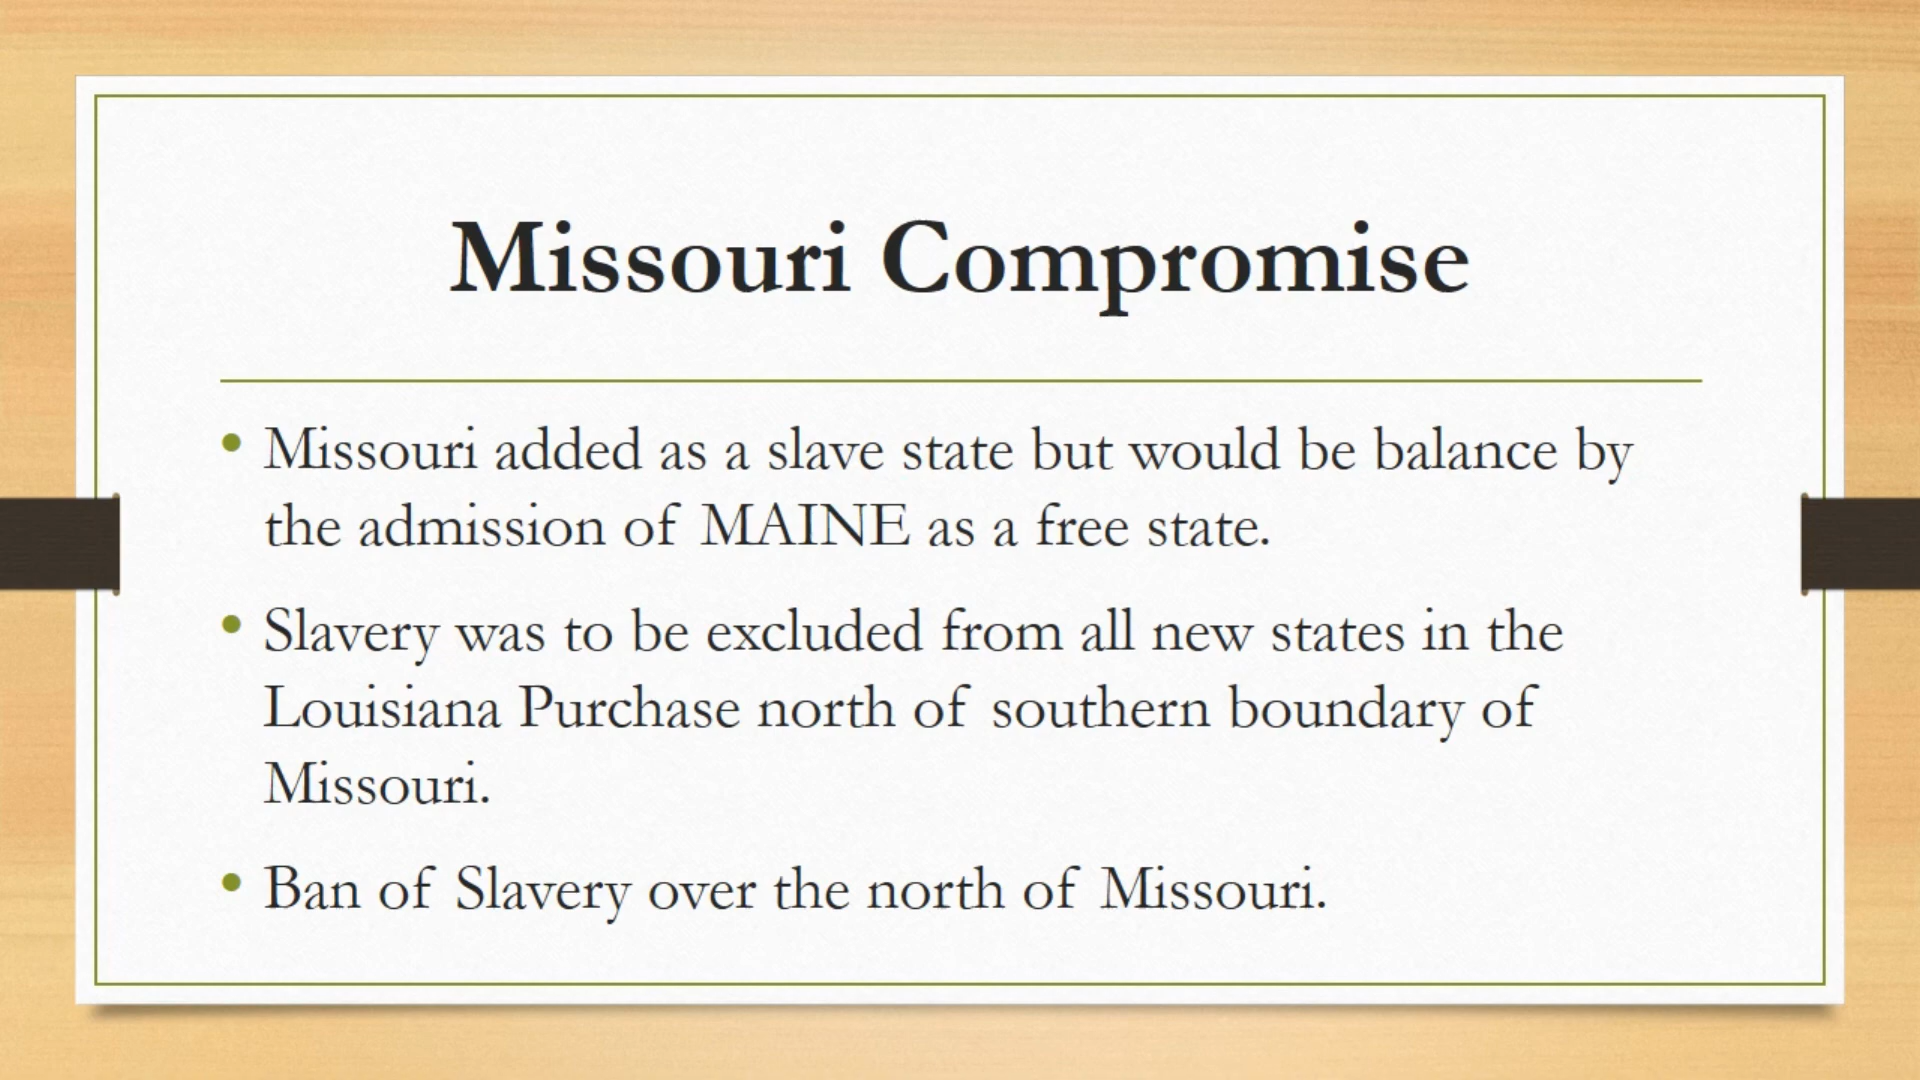 Missouri Compromise
• Missouri added as a slave state but would be balance by
the admission of MAINE as a free state.
• Slavery was to be excluded from all new states in the
Louisiana Purchase north of southern boundary of
Missouri.
• Ban of Slavery over the north of Missouri.